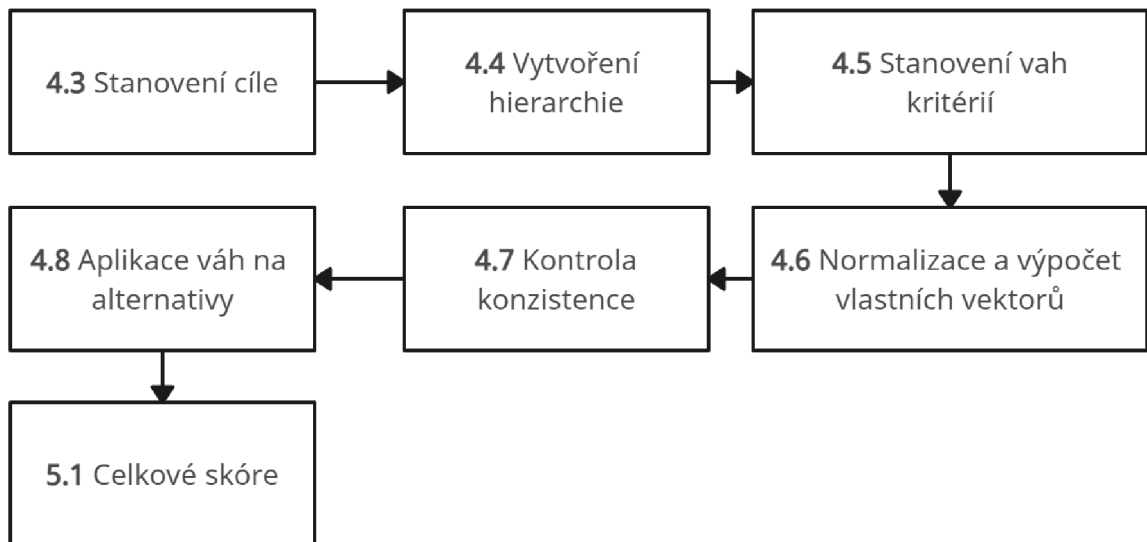 4.3 Stanovení cíle
4.4 Vytvoření
hierarchie
4.5 Stanovení vah
kritérií
4.6 Normalizace a výpočet
vlastních vektorů
4.7 Kontrola
konzistence
4.8 Aplikace váh na
alternativy
5.1 Celkové skóre